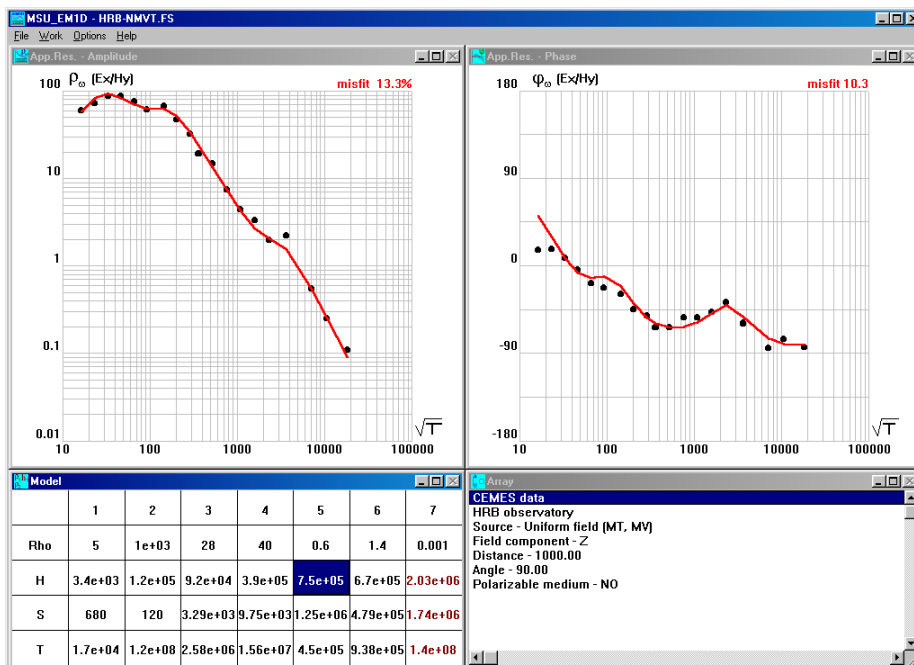 MSU_EM1D - HRB-NMVT.FS
File Work Options Help
App.Res. - Amplitude
ρω (Ex/Hy)
misfit 13.3%
100
10
1
0.1
0.01
10 100 1000 10000 100000
√T
App.Res. - Phase
φω (Ex/Hy)
misfit 10.3
180
90
0
-90
-180
10 100 1000 10000 100000
√T
Model
1 2 3 4 5 6 7
Rho 5 1e+03 28 40 0.6 1.4 0.001
H 3.4e+03 1.2e+05 9.2e+04 3.9e+05 7.5e+05 6.7e+05 2.03e+06
S 680 120 3.29e+03 9.75e+03 1.25e+06 4.79e+05 1.74e+06
T 1.7e+04 1.2e+08 2.58e+06 1.56e+07 4.5e+05 9.38e+05 1.4e+08
Array
CEMES data
HRB observatory
Source - Uniform field (MT, MV)
Field component - Z
Distance - 1000.00
Angle - 90.00
Polarizable medium - NO